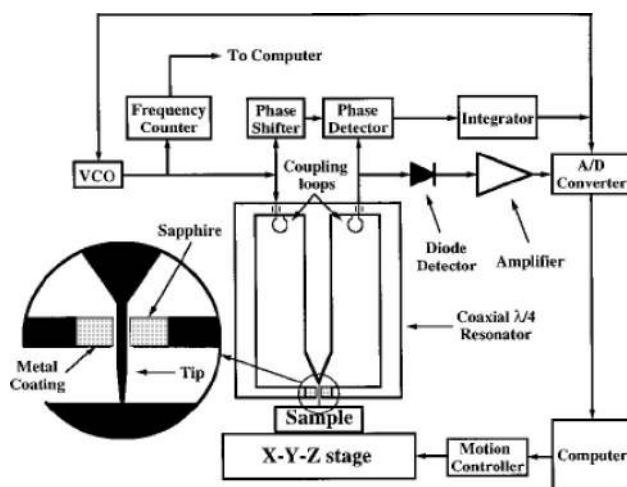 To Computer
Frequency
Counter
Phase
Shifter
Phase
Detector
Integrator
VCO
Coupling
loops
A/D
Converter
Diode
Detector
Amplifier
Sapphire
Coaxial λ/4
Resonator
Metal
Coating
Tip
Sample
X-Y-Z stage
Motion
Controller
Computer